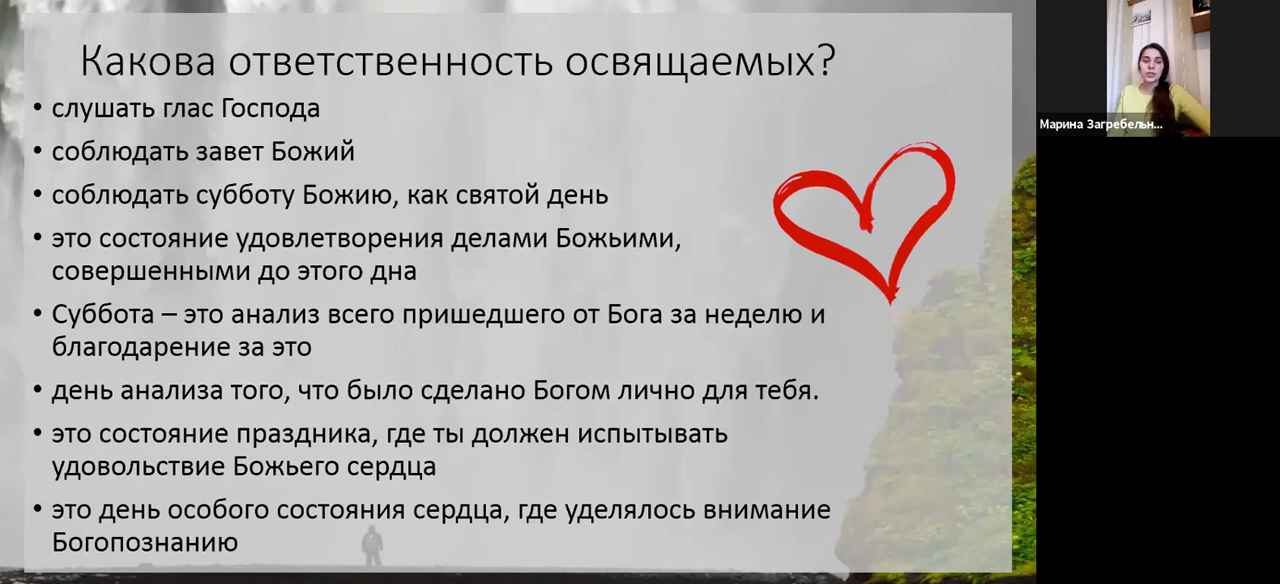 Какова ответственность освящаемых?
• слушать глас Господа
• соблюдать завет Божий
• соблюдать субботу Божию, как святой день
• это состояние удовлетворения делами Божьими,
совершенными до этого дна
• Суббота – это анализ всего пришедшего от Бога за неделю и
благодарение за это
• день анализа того, что было сделано Богом лично для тебя.
• это состояние праздника, где ты должен испытывать
удовольствие Божьего сердца
• это день особого состояния сердца, где уделялось внимание
Богопознанию
Марина Загребельн...